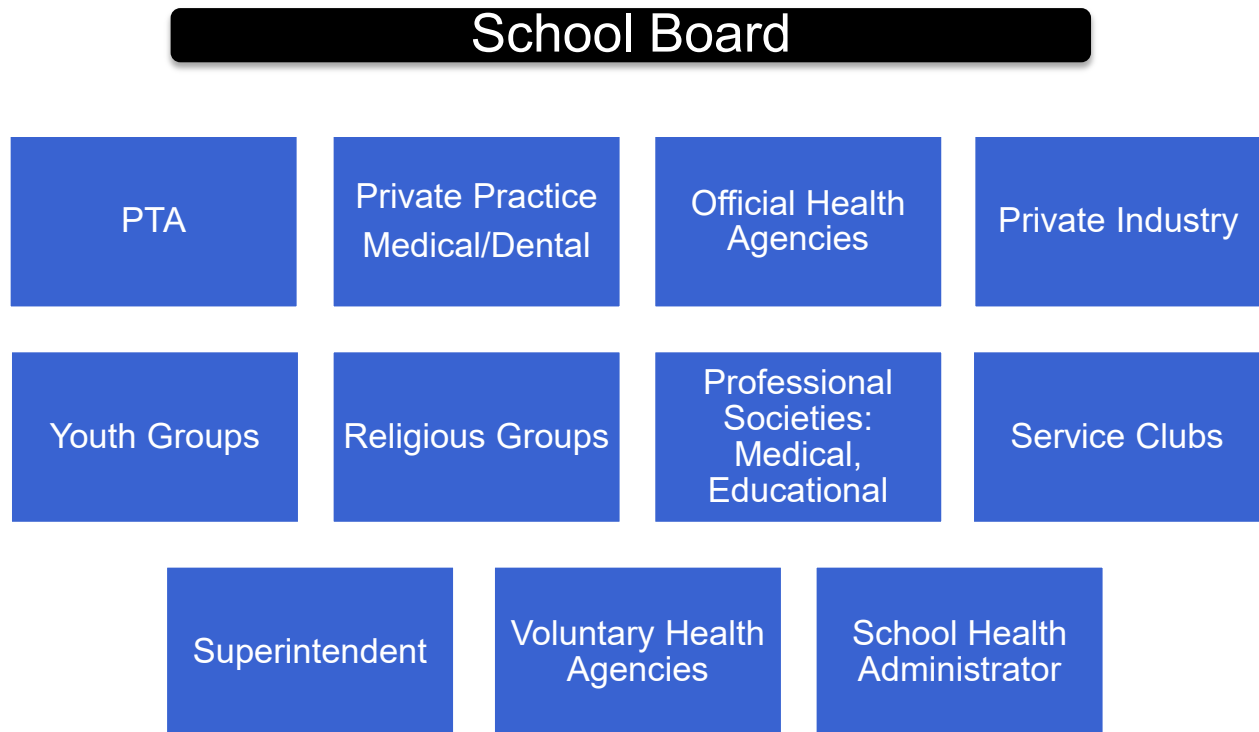 School Board
PTA
Private Practice
Medical/Dental
Official Health
Agencies
Private Industry
Youth Groups
Religious Groups
Professional
Societies:
Medical,
Educational
Service Clubs
Superintendent
Voluntary Health
Agencies
School Health
Administrator